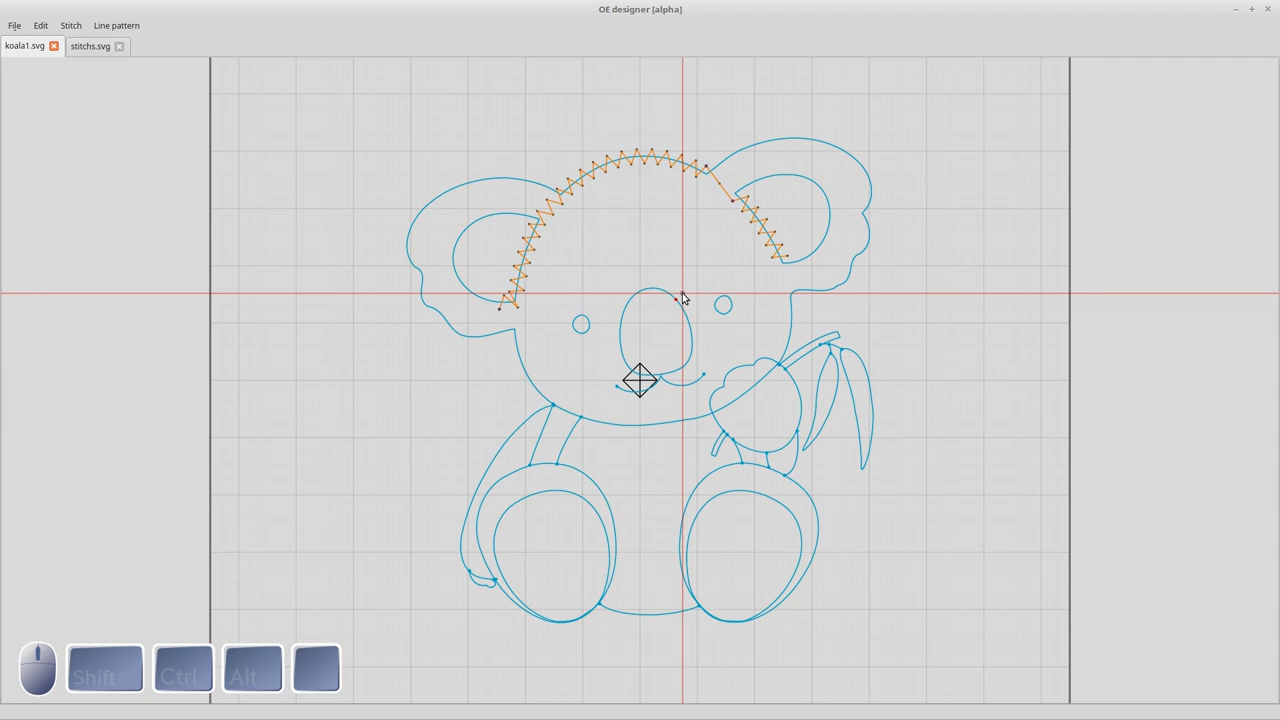 OE designer [alpha]
File Edit Stitch Line pattern
koala1.svg stitchs.svg
Shift Ctrl Alt